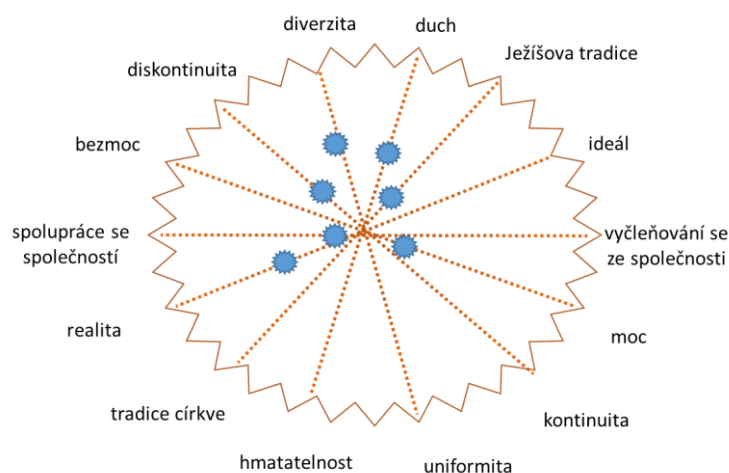 diverzita
duch
Ježíšova tradice
diskontinuita
bezmoc
ideál
spolupráce se
společností
vyčleňování se
ze společnosti
realita
moc
tradice církve
kontinuita
hmatatelnost
uniformita